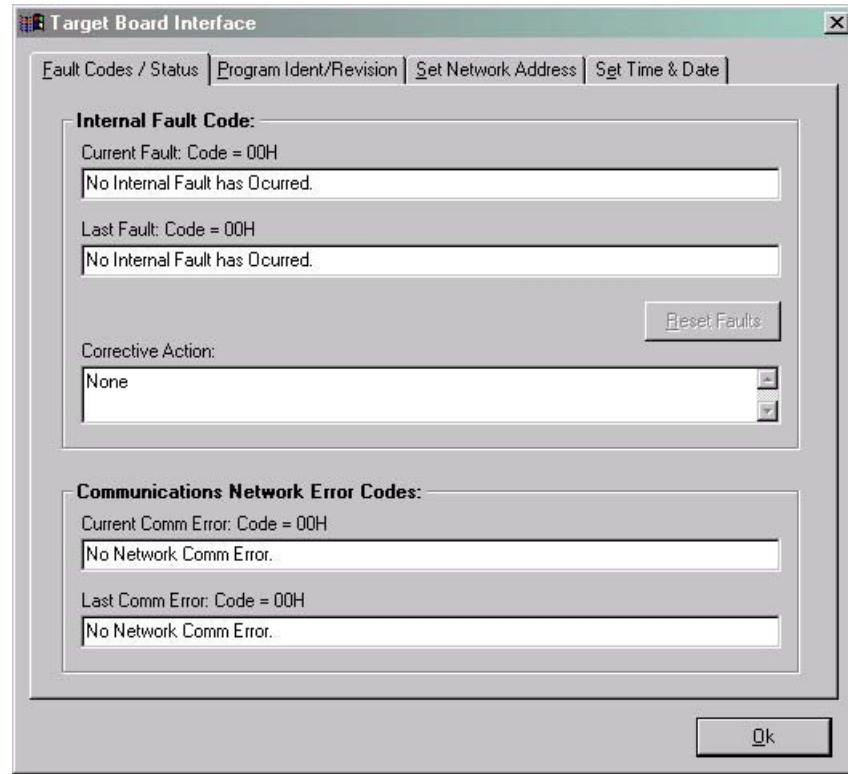 Target Board Interface
Fault Codes / Status
Program Ident/Revision
Set Network Address
Set Time & Date
Internal Fault Code:
Current Fault: Code = 00H
No Internal Fault has Ocurred.
Last Fault: Code = 00H
No Internal Fault has Ocurred.
Reset Faults
Corrective Action:
None
Communications Network Error Codes:
Current Comm Error: Code = 00H
No Network Comm Error.
Last Comm Error: Code = 00H
No Network Comm Error.
Ok